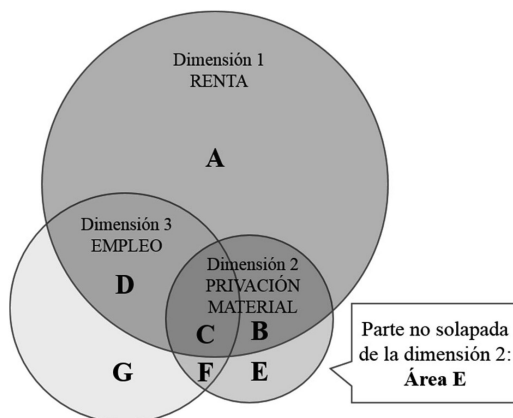 Dimensión 1
RENTA
A
Dimensión 3
EMPLEO
D
Dimensión 2
PRIVACIÓN
MATERIAL
C
B
G
F
E
Parte no solapada
de la dimensión 2:
Área E